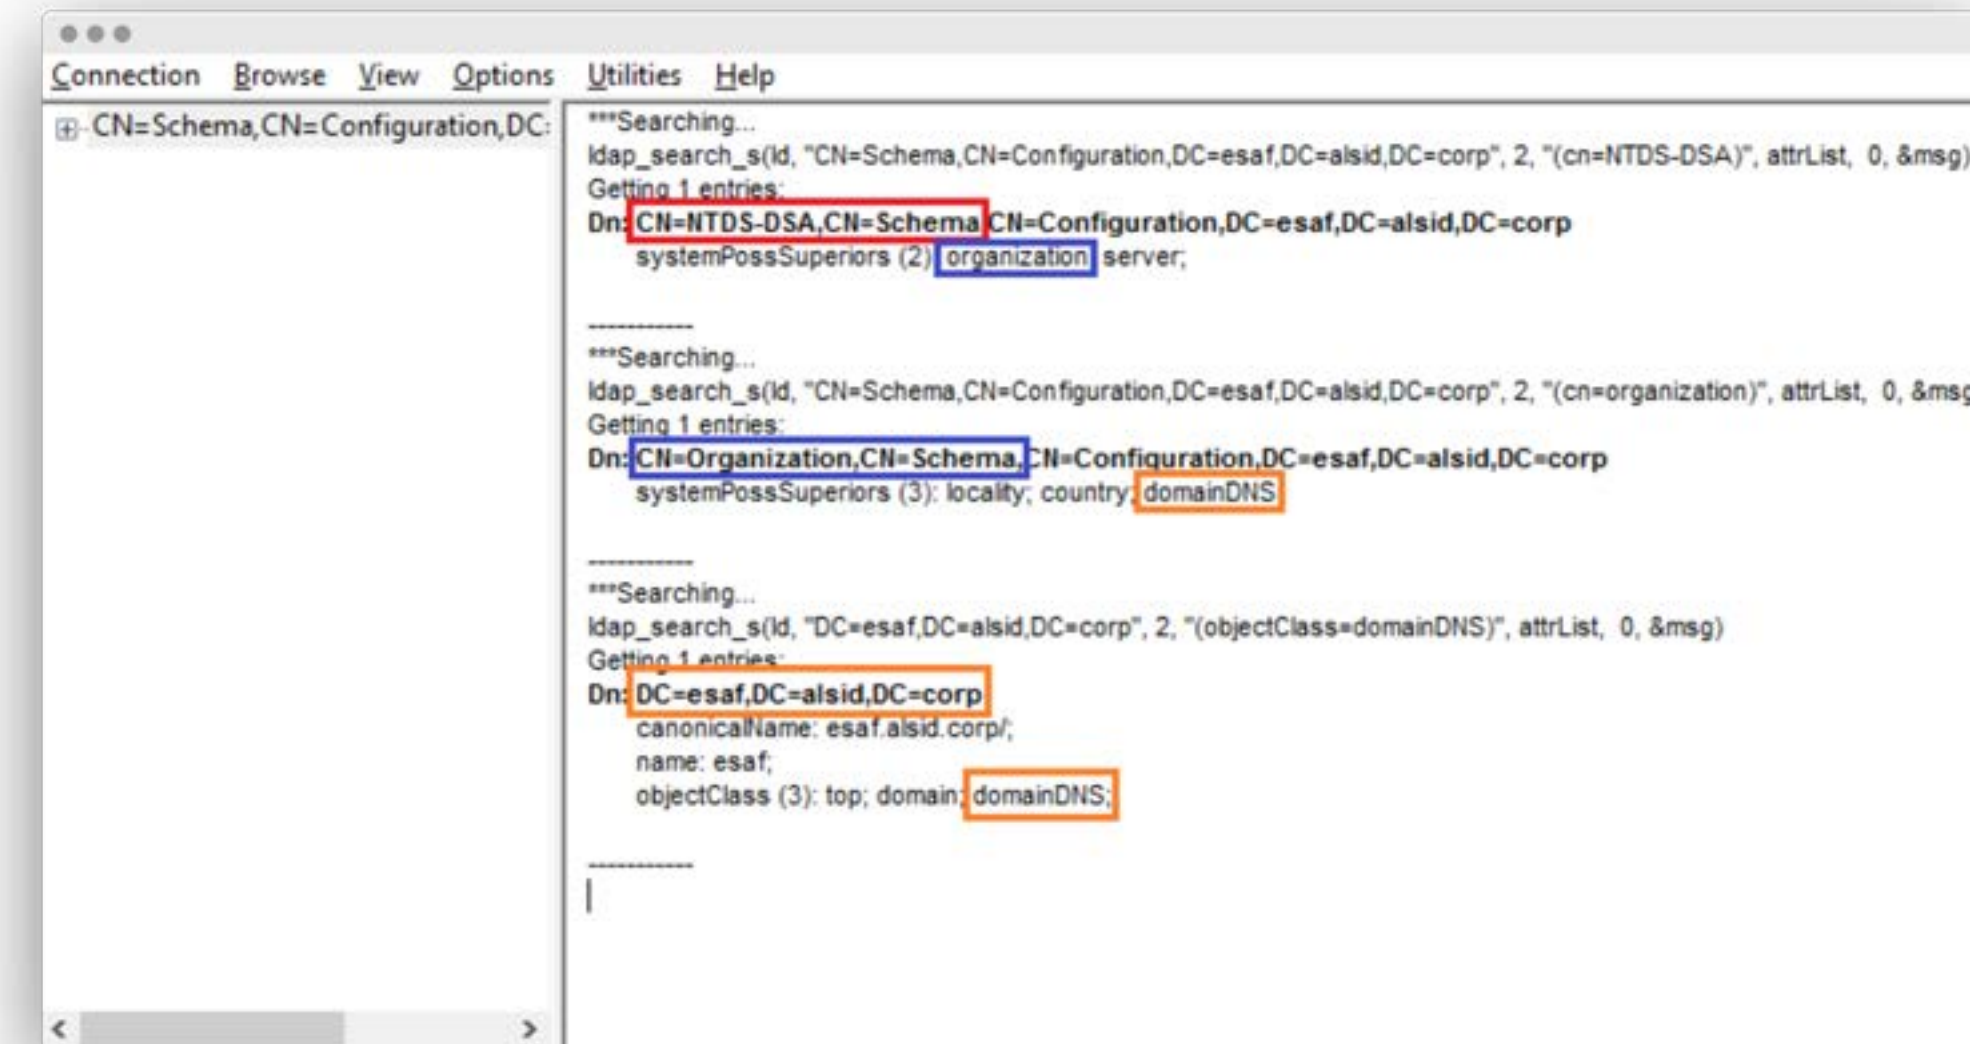 Connection Browse View Options Utilities Help
CN=Schema,CN=Configuration,DC=
***Searching...
ldap_search_s(ld, "CN=Schema,CN=Configuration,DC=esaf,DC=alsid,DC=corp", 2, "(cn=NTDS-DSA)", attrList, 0, &msg)
Getting 1 entries:
Dn: CN=NTDS-DSA,CN=Schema,CN=Configuration,DC=esaf,DC=alsid,DC=corp
systemPossSuperiors (2): organization; server;
-----------
***Searching...
ldap_search_s(ld, "CN=Schema,CN=Configuration,DC=esaf,DC=alsid,DC=corp", 2, "(cn=organization)", attrList, 0, &msg
Getting 1 entries:
Dn: CN=Organization,CN=Schema,CN=Configuration,DC=esaf,DC=alsid,DC=corp
systemPossSuperiors (3): locality; country; domainDNS
-----------
***Searching...
ldap_search_s(ld, "DC=esaf,DC=alsid,DC=corp", 2, "(objectClass=domainDNS)", attrList, 0, &msg)
Getting 1 entries:
Dn: DC=esaf,DC=alsid,DC=corp
canonicalName: esaf.alsid.corp/;
name: esaf;
objectClass (3): top; domain; domainDNS;
-----------